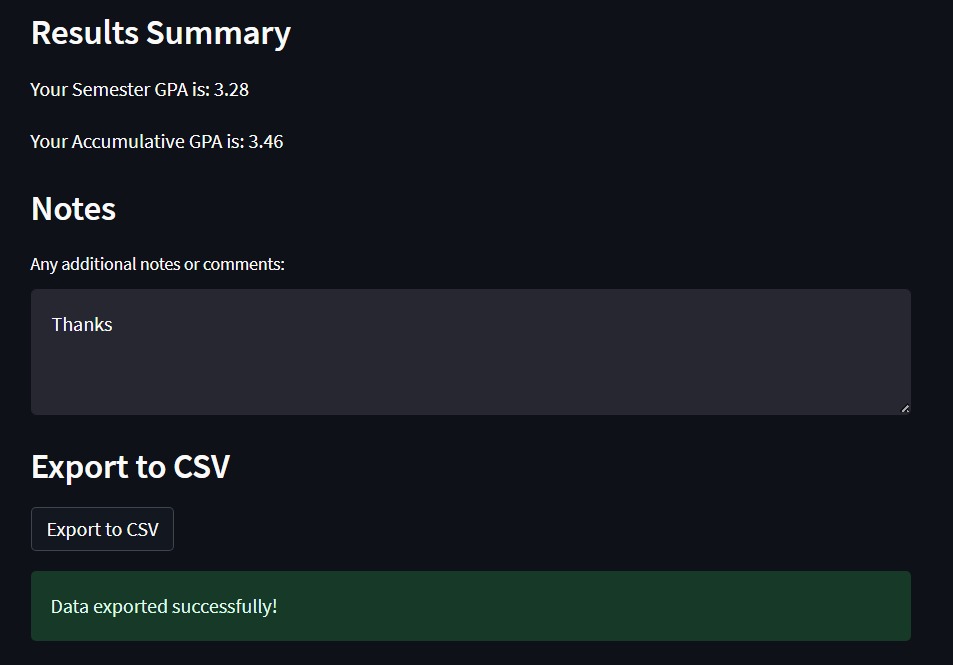 Results Summary
Your Semester GPA is: 3.28
Your Accumulative GPA is: 3.46
Notes
Any additional notes or comments:
Thanks
Export to CSV
Export to CSV
Data exported successfully!